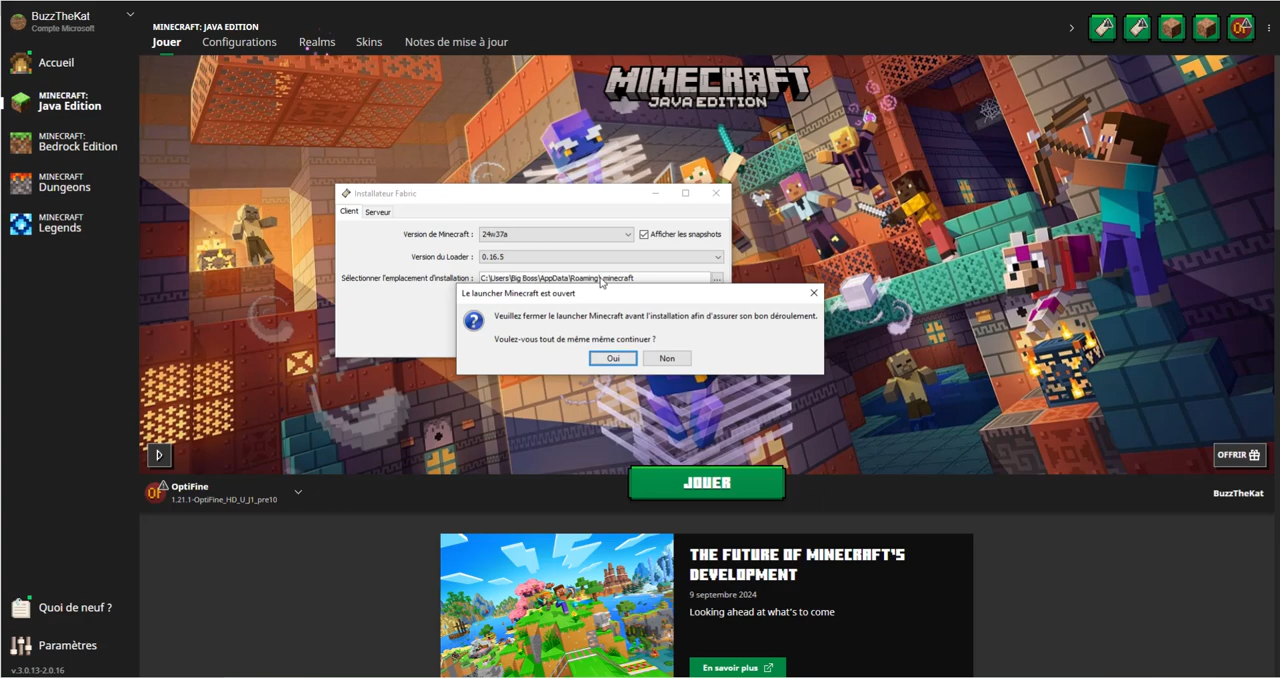 BuzzTheKat
Compte Microsoft
Accueil
MINECRAFT:
Java Edition
MINECRAFT:
Bedrock Edition
MINECRAFT
Dungeons
MINECRAFT
Legends
Quoi de neuf ?
Paramètres
v.3.0.13-2.0.16
MINECRAFT: JAVA EDITION
Jouer Configurations Realms Skins Notes de mise à jour
MINECRAFT
JAVA EDITION
Installateur Fabric
Client Serveur
Version de Minecraft : 24w37a Afficher les snapshots
Version du Loader : 0.16.5
Sélectionner l'emplacement d'installation : C:\Users\Big Boss\AppData\Roaming\.minecraft ...
Le launcher Minecraft est ouvert
Veuillez fermer le launcher Minecraft avant l'installation afin d'assurer son bon déroulement.
Voulez-vous tout de même même continuer ?
Oui Non
OFFRIR
OptiFine
1.21.1-OptiFine_HD_U_J1_pre10
JOUER
BuzzTheKat
THE FUTURE OF MINECRAFT'S
DEVELOPMENT
9 septembre 2024
Looking ahead at what's to come
En savoir plus